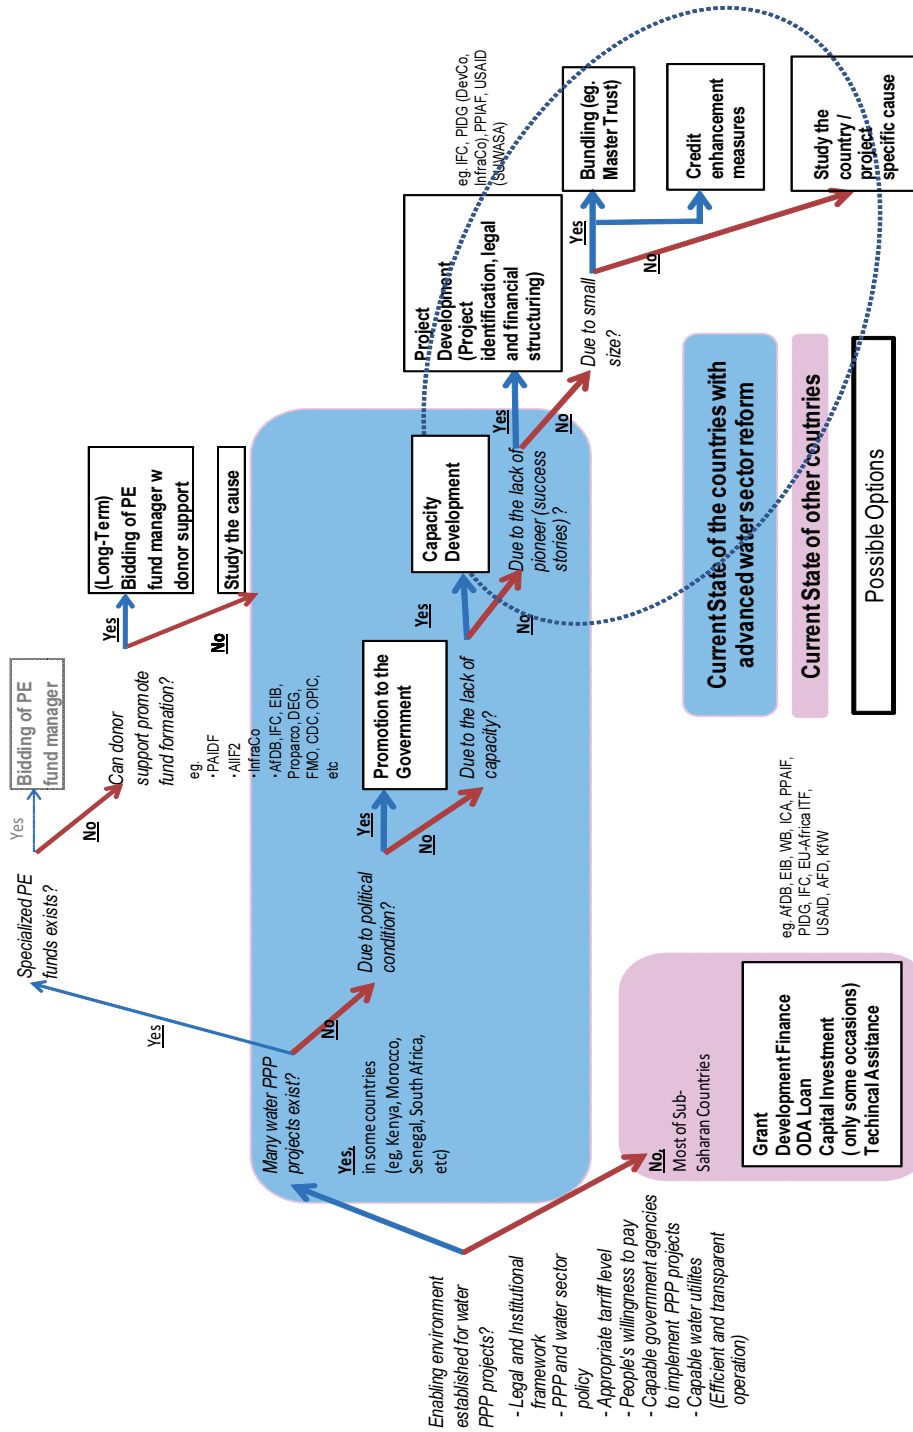 Enabling environment
established for water
PPP projects?
- Legal and Institutional
framework
- PPP and water sector
policy
- Appropriate tarriff level
- People's willingness to pay
- Capable government agencies
to implement PPP projects
- Capable water utilites
(Efficient and transparent
operation)
Many water PPP
projects exist?
Yes,
in some countries
(eg, Kenya, Morocco,
Senegal, South Africa,
etc)
No,
Most of Sub-
Saharan Countries
Grant
Development Finance
ODA Loan
Capital Investment
( only some occasions)
Techincal Assitance
eg. AfDB, EIB, WB, ICA, PPAIF,
PIDG, IFC, EU-Africa ITF,
USAID, AFD, KfW
Yes
Specialized PE
funds exists?
Yes
Bidding of PE
fund manager
No
Can donor
support promote
fund formation?
eg.
・PAIDF
・AIIF2
・InfraCo
・AfDB, IFC, EIB,
Proparco, DEG,
FMO, CDC, OPIC,
etc
Yes
(Long-Term)
Bidding of PE
fund manager w
donor support
No
Study the cause
No
Due to political
condition?
Yes
Promotion to the
Government
No
Due to the lack of
capacity?
Yes
Capacity
Development
No
Due to the lack of
pioneer (success
stories) ?
Yes
Project
Development
(Project
identification, legal
and financial
structuring)
eg. IFC, PIDG (DevCo,
InfraCo), PPIAF, USAID
(SUWASA)
No
Due to small
size?
Yes
Bundling (eg.
Master Trust)
Credit
enhancement
measures
No
Study the
country /
project
specific cause
Current State of the countries with
advanced water sector reform
Current State of other coutnries
Possible Options